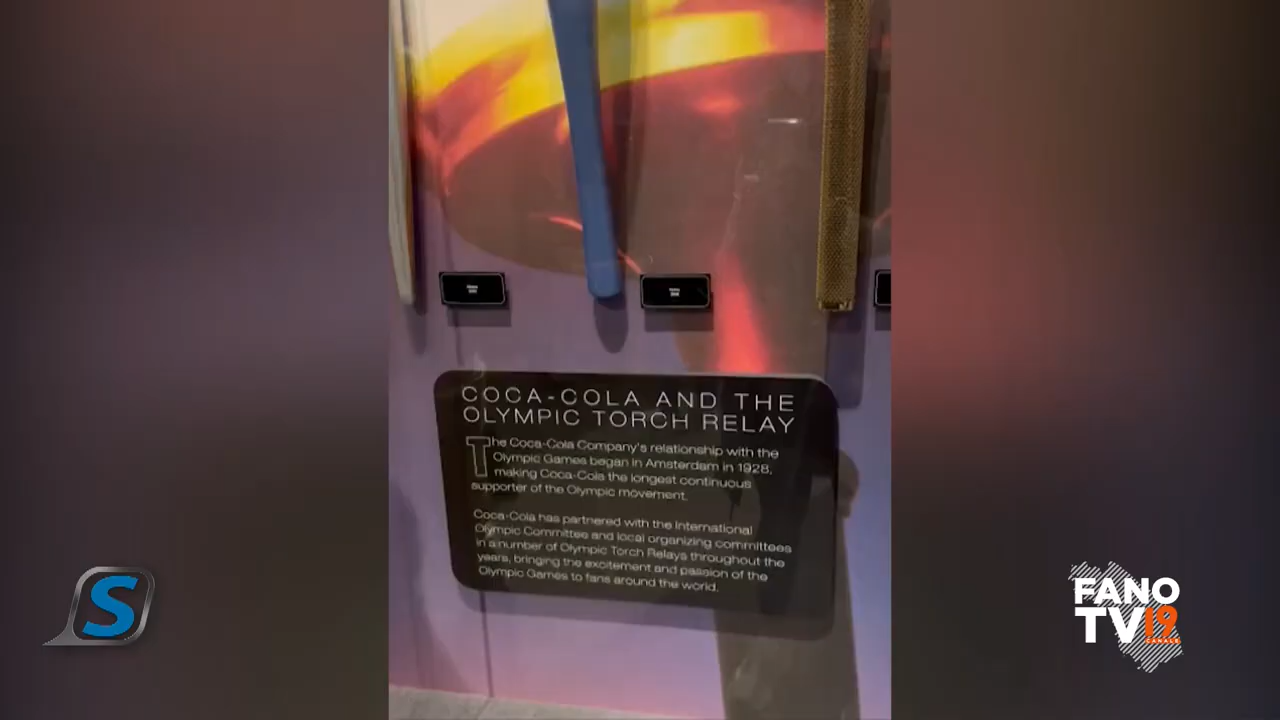 COCA-COLA AND THE
OLYMPIC TORCH RELAY
The Coca-Cola Company's relationship with the
Olympic Games began in Amsterdam in 1928,
making Coca-Cola the longest continuous
supporter of the Olympic movement.
Coca-Cola has partnered with the International
Olympic Committee and local organizing committees
in a number of Olympic Torch Relays throughout the
years, bringing the excitement and passion of the
Olympic Games to fans around the world.
S
FANO
TV 19
CANALE